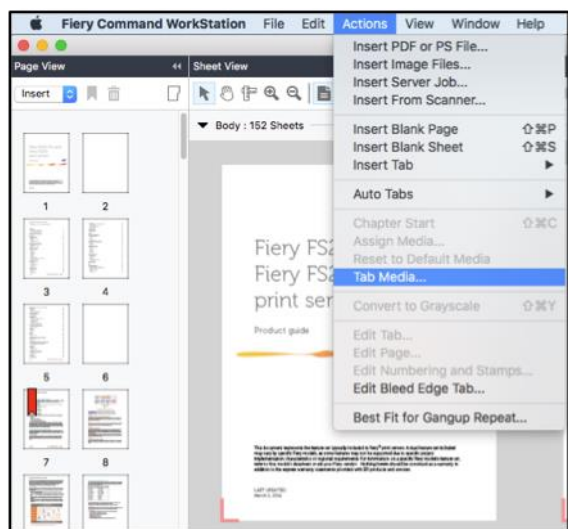 Fiery Command WorkStation File Edit Actions View Window Help
Page View
Insert
1 2
3 4
5 6
7 8
Sheet View
Body : 152 Sheets
Fiery FS2
Fiery FS2
print ser
Product guide
LAST UPDATED
Insert PDF or PS File...
Insert Image Files...
Insert Server Job...
Insert From Scanner...
Insert Blank Page ⇧⌘P
Insert Blank Sheet ⇧⌘S
Insert Tab
Auto Tabs
Chapter Start ⇧⌘C
Assign Media...
Reset to Default Media
Tab Media...
Convert to Grayscale ⇧⌘Y
Edit Tab...
Edit Page...
Edit Numbering and Stamps...
Edit Bleed Edge Tab...
Best Fit for Gangup Repeat...